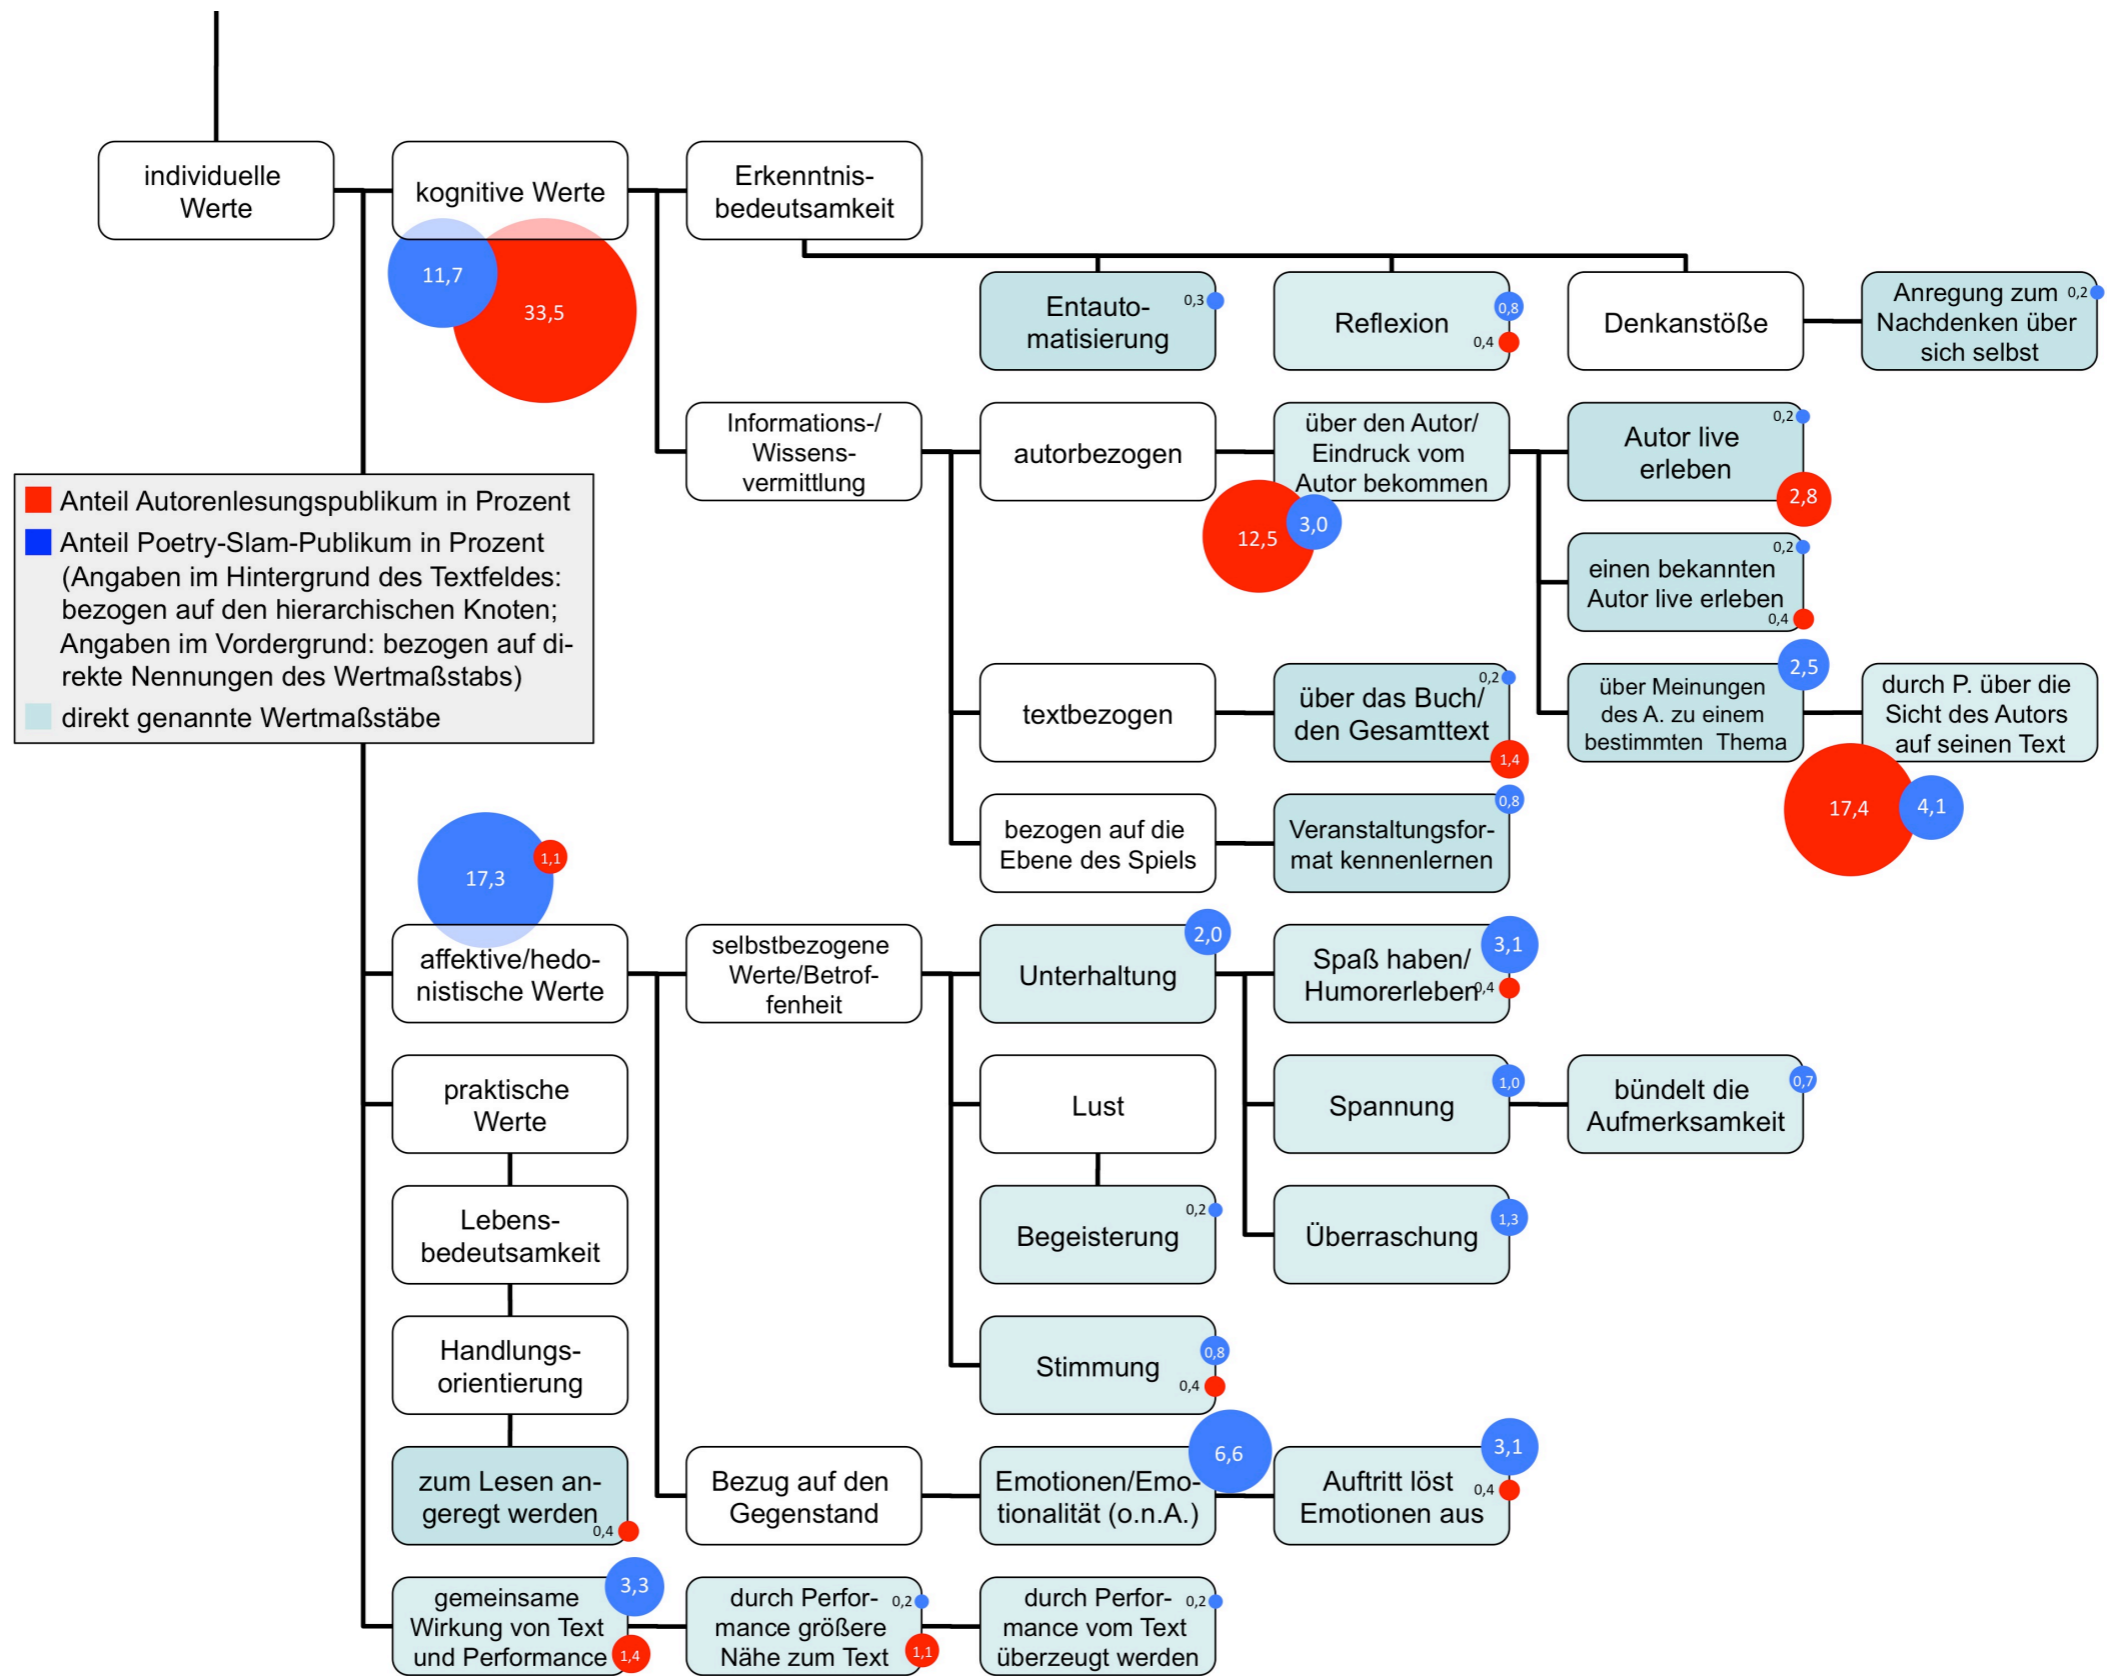 individuelle
Werte
kognitive Werte
11,7
33,5
Erkenntnis-
bedeutsamkeit
Entauto-
matisierung
0,3
Reflexion
0,8
0,4
Denkanstöße
Anregung zum
Nachdenken über
sich selbst
0,2
Informations-/
Wissens-
vermittlung
autorbezogen
über den Autor/
Eindruck vom
Autor bekommen
12,5
3,0
Autor live
erleben
0,2
2,8
Anteil Autorenlesungspublikum in Prozent
Anteil Poetry-Slam-Publikum in Prozent
(Angaben im Hintergrund des Textfeldes:
bezogen auf den hierarchischen Knoten;
Angaben im Vordergrund: bezogen auf di-
rekte Nennungen des Wertmaßstabs)
direkt genannte Wertmaßstäbe
einen bekannten
Autor live erleben
0,2
0,4
textbezogen
über das Buch/
den Gesamttext
0,2
1,4
über Meinungen
des A. zu einem
bestimmten Thema
2,5
durch P. über die
Sicht des Autors
auf seinen Text
17,4
4,1
bezogen auf die
Ebene des Spiels
Veranstaltungsfor-
mat kennenlernen
0,8
17,3
1,1
affektive/hedo-
nistische Werte
selbstbezogene
Werte/Betrof-
fenheit
Unterhaltung
2,0
Spaß haben/
Humorerleben
3,1
0,4
praktische
Werte
Lust
Spannung
1,0
bündelt die
Aufmerksamkeit
0,7
Lebens-
bedeutsamkeit
Begeisterung
0,2
Überraschung
1,3
Handlungs-
orientierung
Stimmung
0,8
0,4
zum Lesen an-
geregt werden
0,4
Bezug auf den
Gegenstand
Emotionen/Emo-
tionalität (o.n.A.)
6,6
Auftritt löst
Emotionen aus
3,1
0,4
gemeinsame
Wirkung von Text
und Performance
3,3
1,4
durch Perfor-
mance größere
Nähe zum Text
0,2
1,1
durch Perfor-
mance vom Text
überzeugt werden
0,2